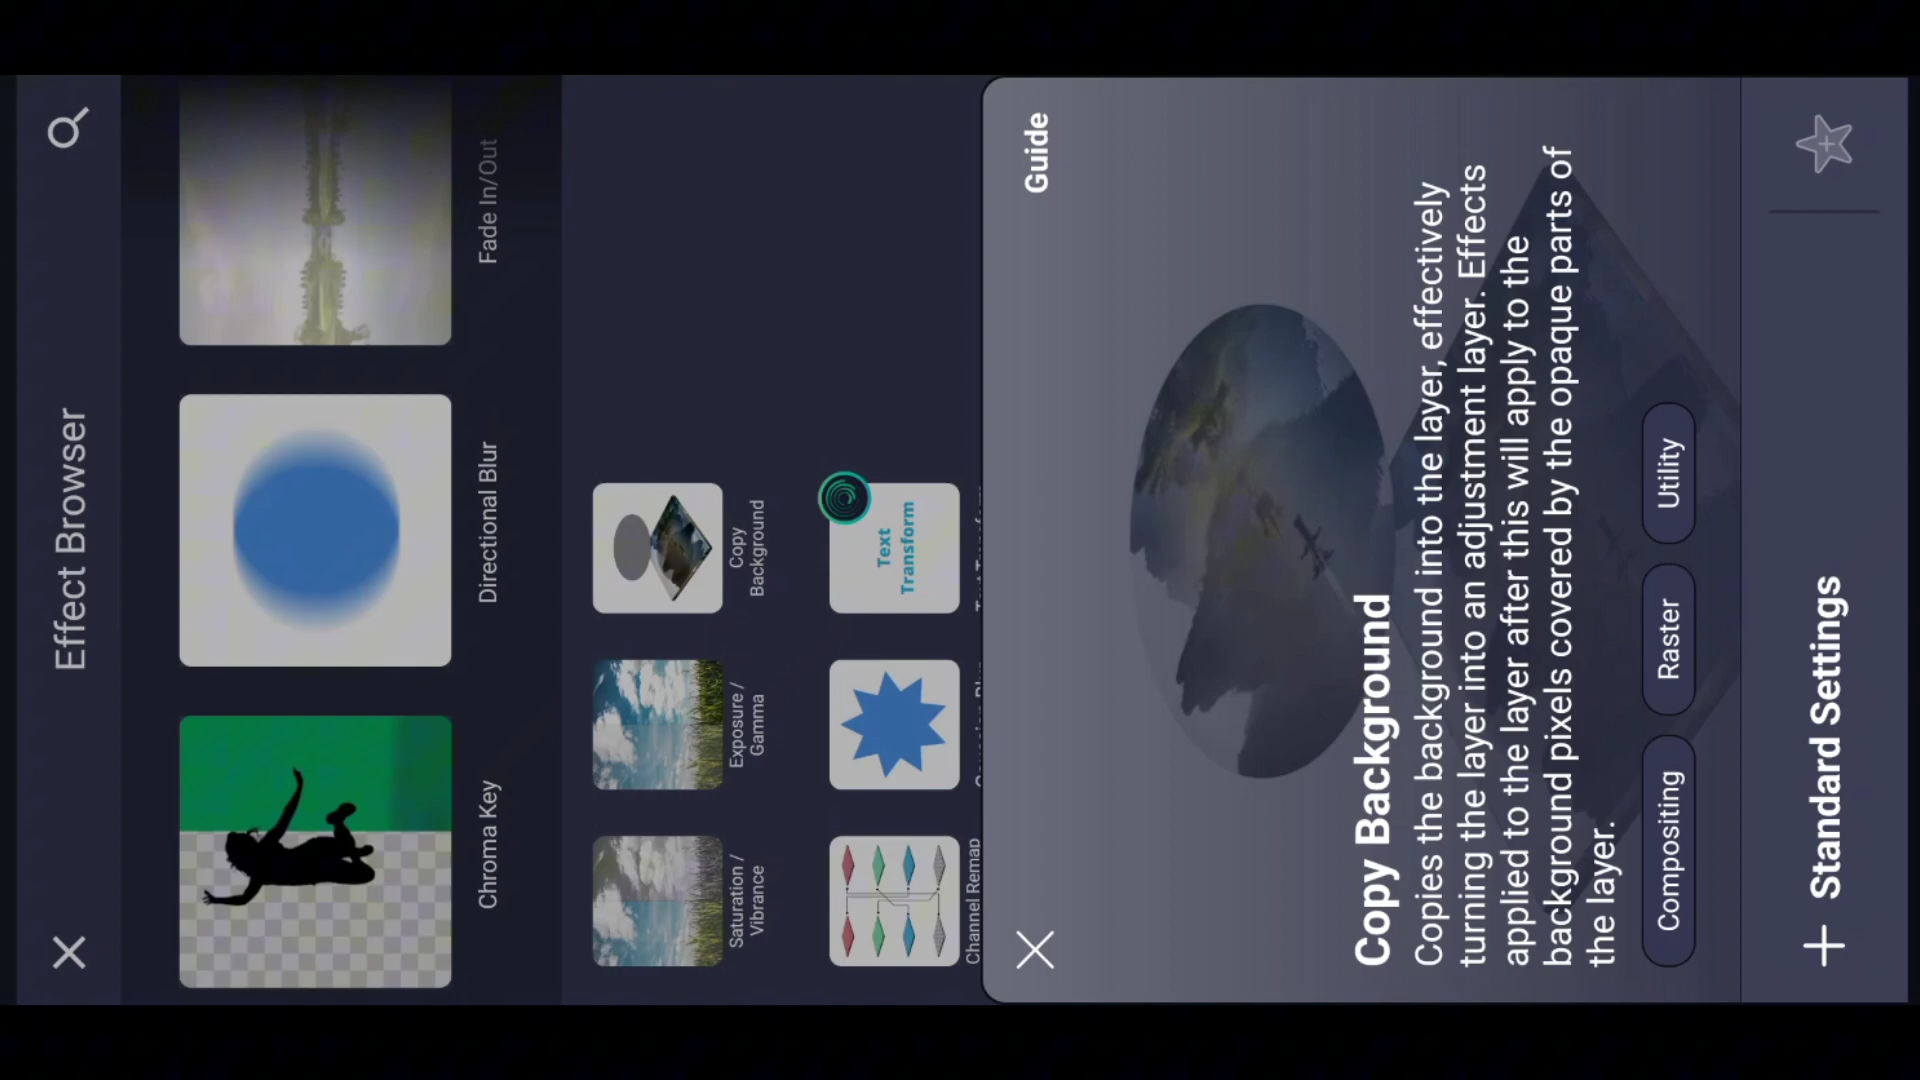 Effect Browser
Chroma Key
Directional Blur
Fade In/Out
Saturation /
Vibrance
Exposure /
Gamma
Copy
Background
Channel Remap
Text
Transform
Guide
Copy Background
Copies the background into the layer, effectively
turning the layer into an adjustment layer. Effects
applied to the layer after this will apply to the
background pixels covered by the opaque parts of
the layer.
Compositing
Raster
Utility
Standard Settings